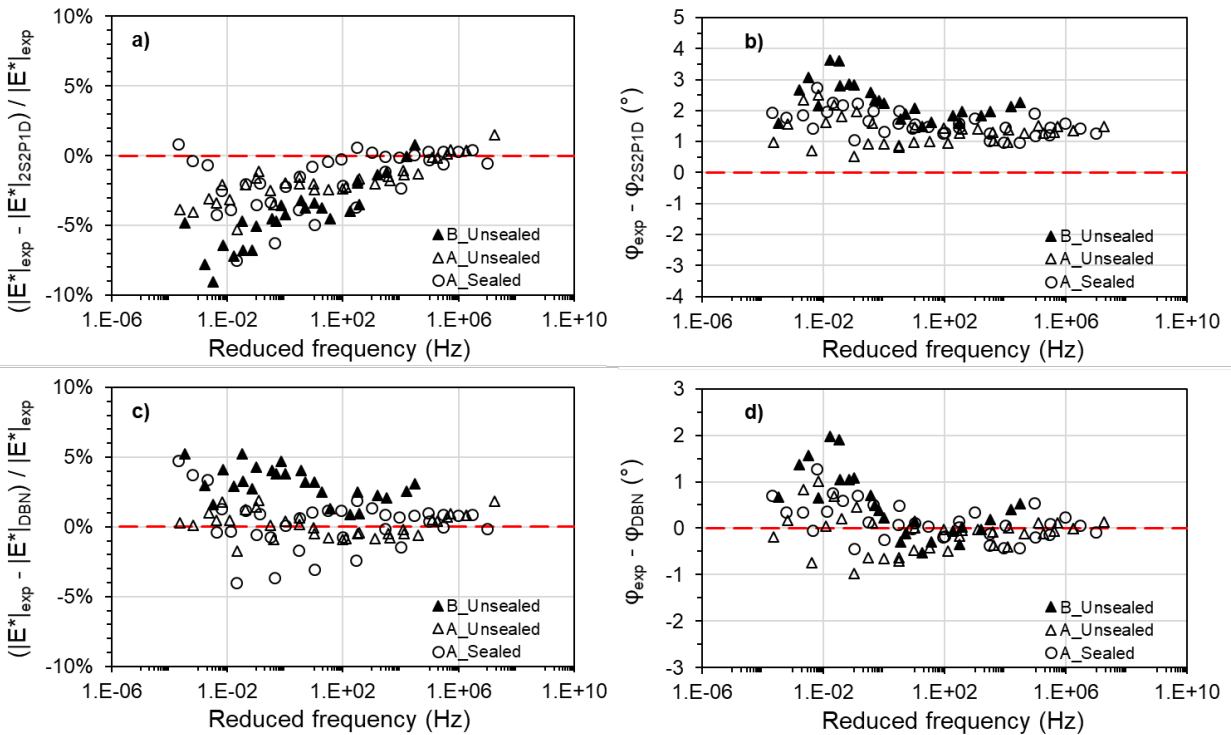 a)
(|E*|exp - |E*|2S2P1D) / |E*|exp
10%
5%
0%
-5%
-10%
B_Unsealed
A_Unsealed
A_Sealed
1.E-06 1.E-02 1.E+02 1.E+06 1.E+10
Reduced frequency (Hz)
b)
φexp - φ2S2P1D (°)
5
4
3
2
1
0
-1
-2
-3
-4
B_Unsealed
A_Unsealed
A_Sealed
1.E-06 1.E-02 1.E+02 1.E+06 1.E+10
Reduced frequency (Hz)
c)
(|E*|exp - |E*|DBN) / |E*|exp
10%
5%
0%
-5%
-10%
B_Unsealed
A_Unsealed
A_Sealed
1.E-06 1.E-02 1.E+02 1.E+06 1.E+10
Reduced frequency (Hz)
d)
φexp - φDBN (°)
3
2
1
0
-1
-2
-3
B_Unsealed
A_Unsealed
A_Sealed
1.E-06 1.E-02 1.E+02 1.E+06 1.E+10
Reduced frequency (Hz)